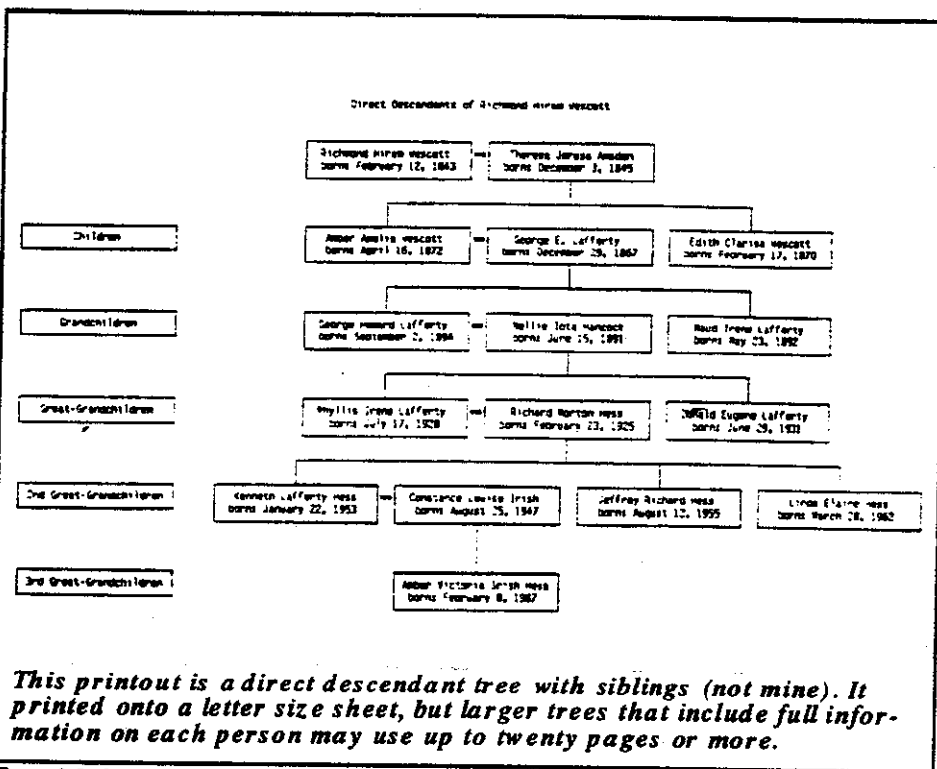 Direct Descendants of Richmond Hiram Wescott
Richmond Hiram Wescott
born: February 12, 1843
Theresa Jerusa Amsden
born: December 3, 1845
Children
Amber Amelia Wescott
born: April 16, 1872
George E. Lafferty
born: December 29, 1867
Edith Clarisa Wescott
born: February 17, 1870
Grandchildren
George Howard Lafferty
born: September 2, 1894
Nellie Iota Hancock
born: June 15, 1891
Maud Irene Lafferty
born: May 23, 1892
Great-Grandchildren
Phyllis Irene Lafferty
born: July 17, 1928
Richard Morton Hess
born: February 23, 1925
Donald Eugene Lafferty
born: June 29, 1931
2nd Great-Grandchildren
Kenneth Lafferty Hess
born: January 22, 1953
Constance Louise Irish
born: August 25, 1947
Jeffrey Richard Hess
born: August 1955
Linda Elaine Hess
born: March 1962
3rd Great-Grandchildren
Amber Victoria Irish Hess
born: February 1987
This printout is a direct descendant tree with siblings (not mine). It
printed onto a letter size sheet, but larger trees that include full infor-
mation on each person may use up to twenty pages or more.